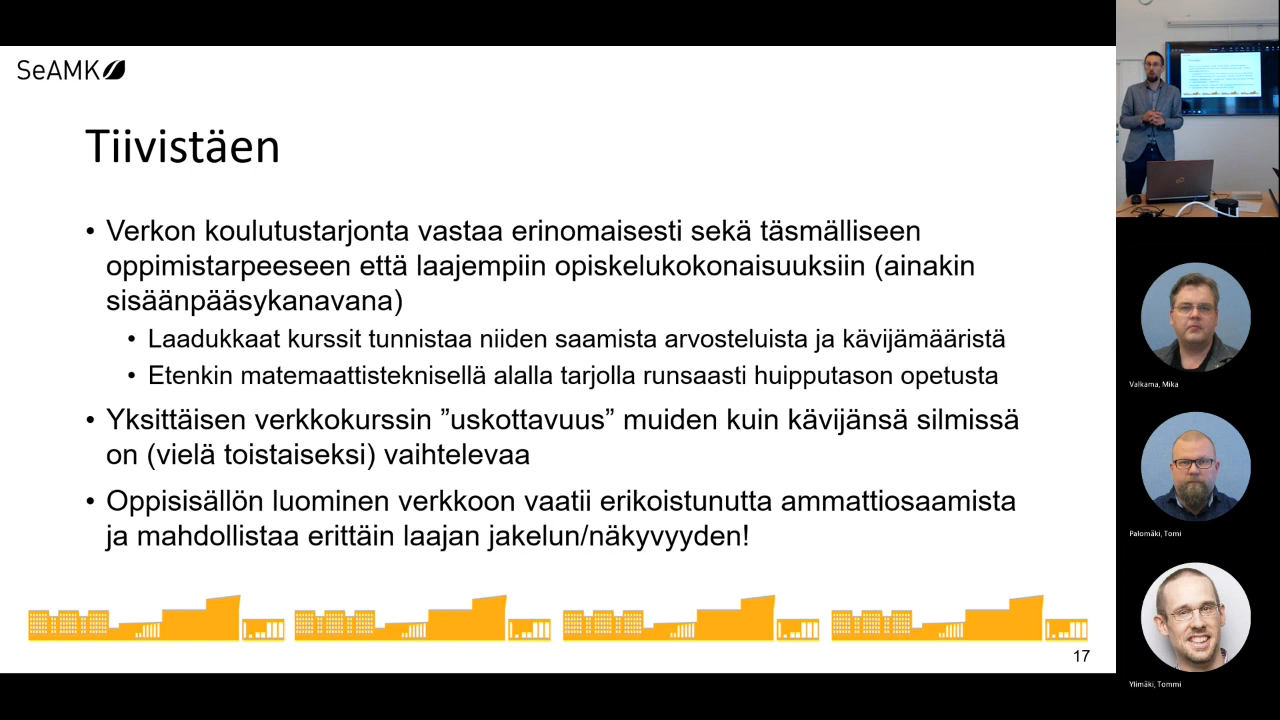 SeAMK
Tiivistäen
• Verkon koulutustarjonta vastaa erinomaisesti sekä täsmälliseen
oppimistarpeeseen että laajempiin opiskelukokonaisuuksiin (ainakin
sisäänpääsykanavana)
• Laadukkaat kurssit tunnistaa niiden saamista arvosteluista ja kävijämääristä
• Etenkin matemaattisteknisellä alalla tarjolla runsaasti huipputason opetusta
• Yksittäisen verkkokurssin ”uskottavuus” muiden kuin kävijänsä silmissä
on (vielä toistaiseksi) vaihtelevaa
• Oppisisällön luominen verkkoon vaatii erikoistunutta ammattiosaamista
ja mahdollistaa erittäin laajan jakelun/näkyvyyden!
17
Valkama, Mika
Palomäki, Tomi
Ylimäki, Tommi